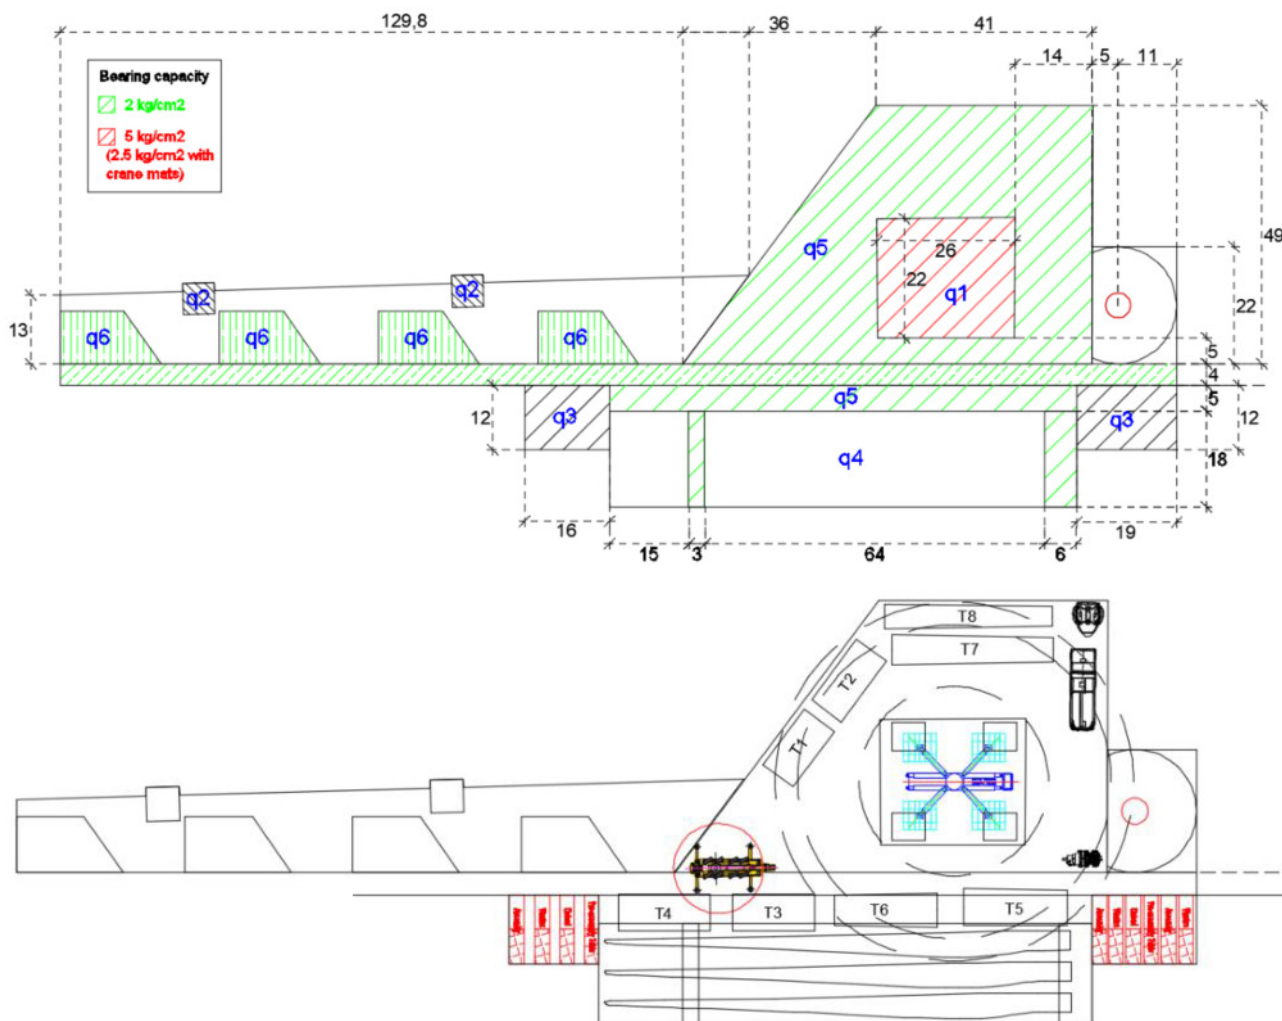 129,8
36
41
14
5
11
Bearing capacity
2 kg/cm2
5 kg/cm2
(2.5 kg/cm2 with
crane mats)
49
q5
26
22
q1
22
q2
q2
13
q6
q6
q6
q6
5
4
5
q5
12
q3
q3
12
q4
18
16
19
15
3
64
6
T8
T7
T2
T1
T4
T3
T6
T5